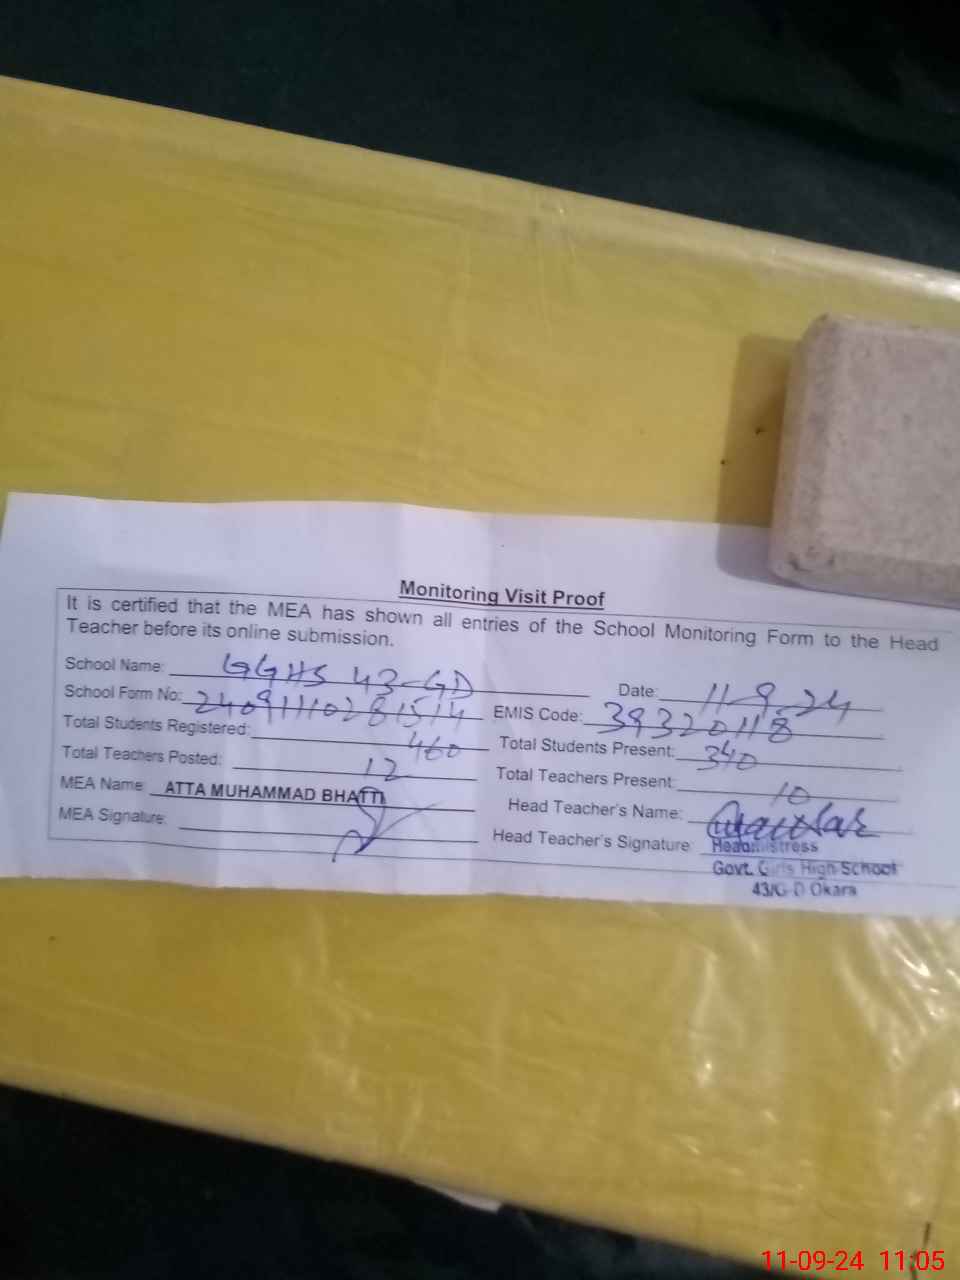 Monitoring Visit Proof
It is certified that the MEA has shown all entries of the School Monitoring Form to the Head
Teacher before its online submission.
School Name: GGHS 43-GD Date: 11-9-24
School Form No: 24091110281514 EMIS Code: 39320118
Total Students Registered: 460 Total Students Present: 340
Total Teachers Posted: 12 Total Teachers Present: 10
MEA Name: ATTA MUHAMMAD BHATTI Head Teacher's Name:
MEA Signature: Head Teacher's Signature:
Headmistress
Govt. Girls High School
43/G D Okara
11-09-24 11:05